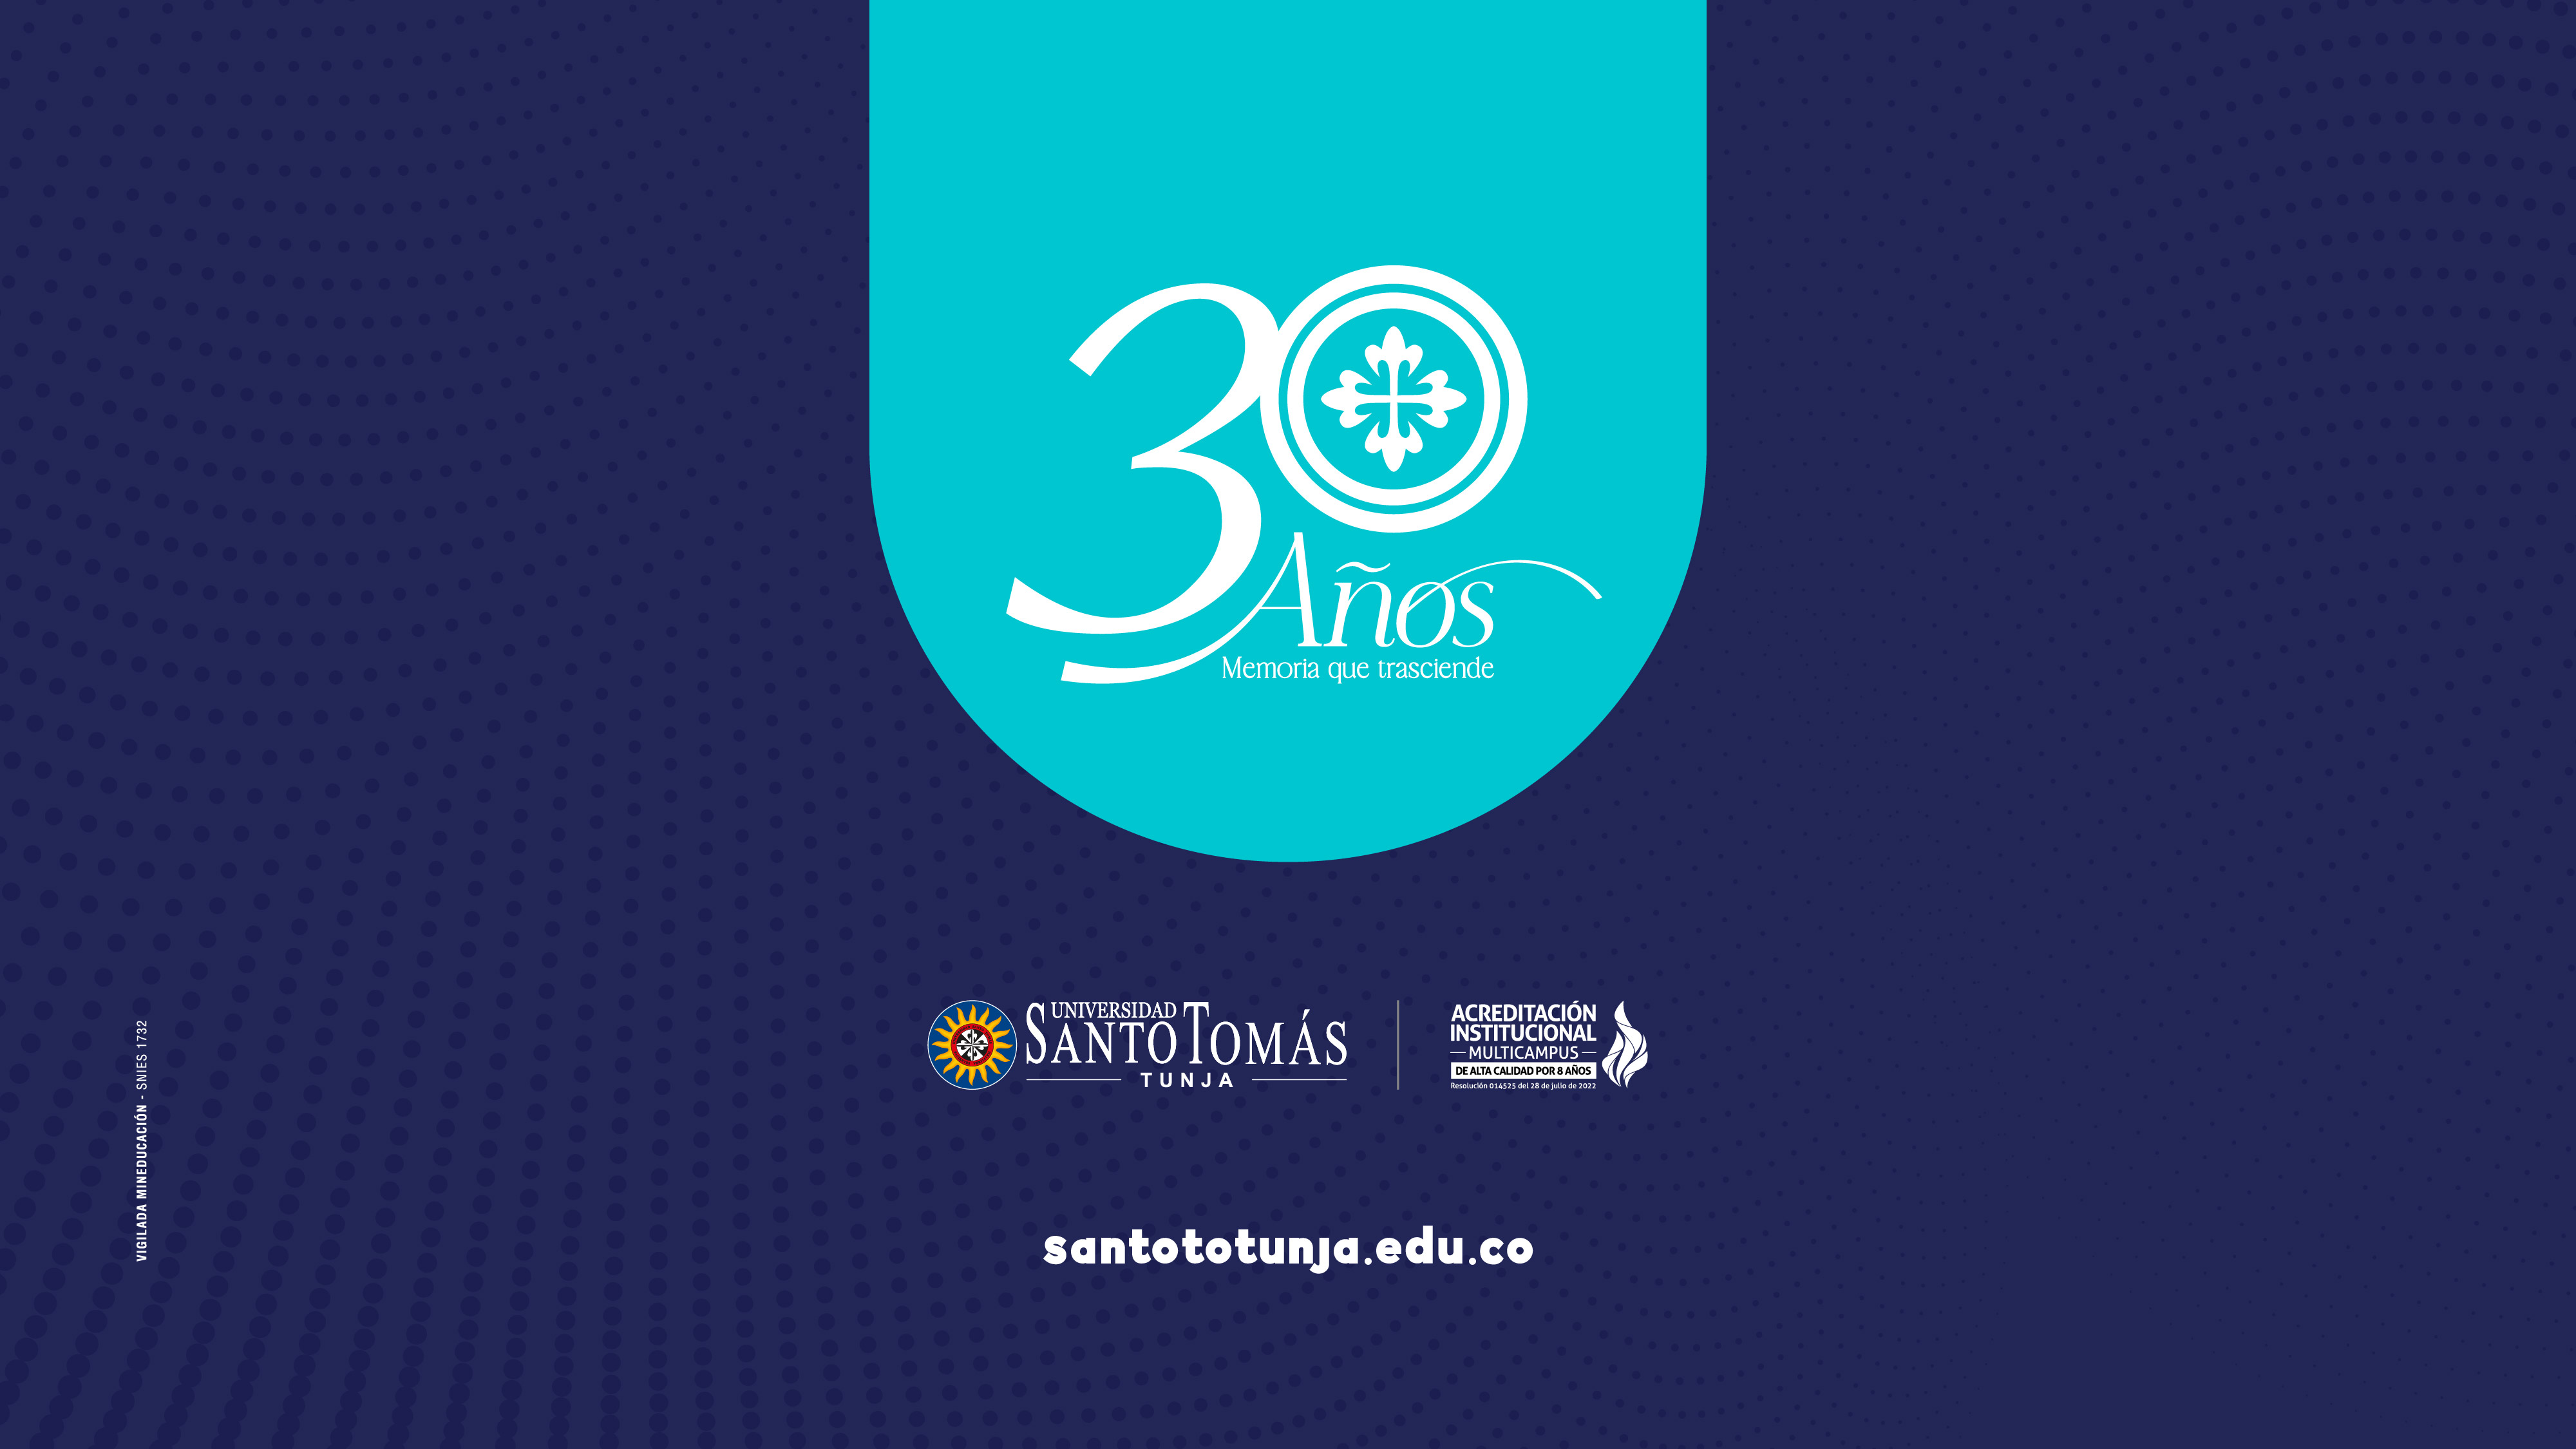 30
Años
Memoria que trasciende
UNIVERSIDAD
SANTO TOMÁS
TUNJA
ACREDITACIÓN
INSTITUCIONAL
MULTICAMPUS
DE ALTA CALIDAD POR 8 AÑOS
Resolución 014525 del 28 de julio de 2022
VIGILADA MINEDUCACIÓN - SNIES 1732
santototunja.edu.co